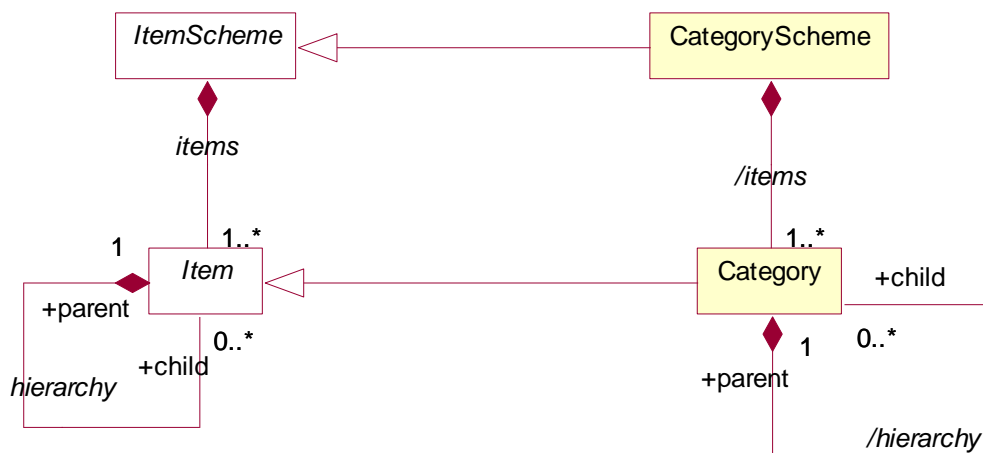 ItemScheme
CategoryScheme
items
/items
1
1..*
1..*
Item
Category
+child
+parent
0..*
1
0..*
+child
+parent
hierarchy
/hierarchy